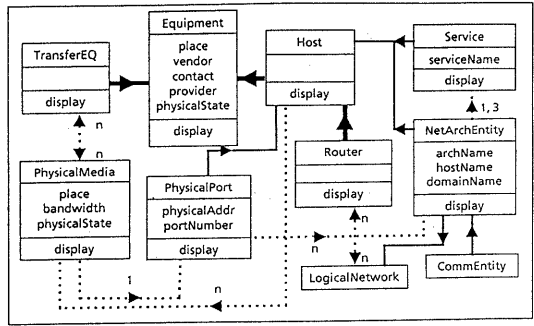 Equipment
place
vendor
contact
provider
physicalState
display
TransferEQ
display
Host
display
Service
serviceName
display
1, 3
n
n
PhysicalMedia
place
bandwidth
physicalState
display
PhysicalPort
physicalAddr
portNumber
display
Router
display
NetArchEntity
archName
hostName
domainName
display
n
n
n
1
n
LogicalNetwork
CommEntity